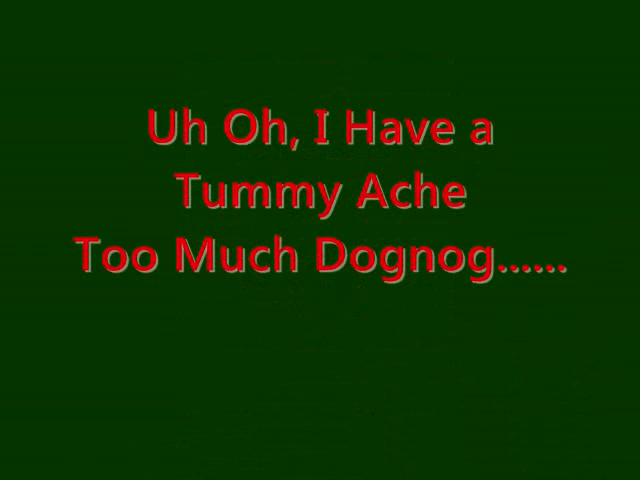 Uh Oh, I Have a
Tummy Ache
Too Much Dognog......